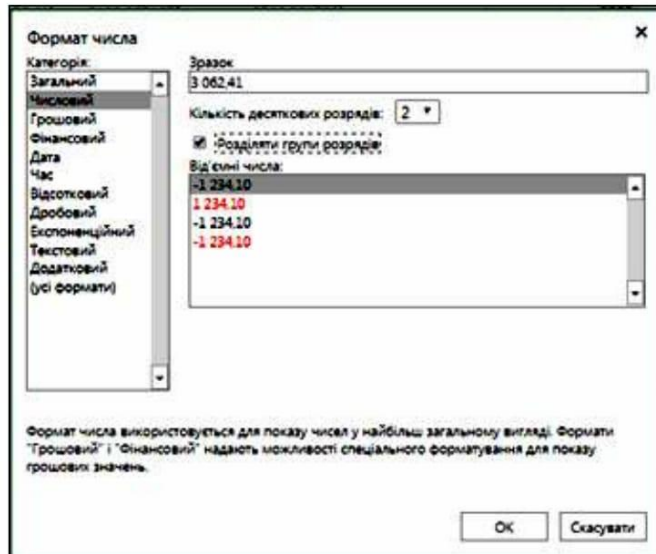 Формат числа
Категорія:
Загальний
Числовий
Грошовий
Фінансовий
Дата
Час
Відсотковий
Дробовий
Експоненційний
Текстовий
Додатковий
(усі формати)
Зразок
3 062,41
Кількість десяткових розрядів: 2
Розділяти групи розрядів
Від'ємні числа:
-1 234,10
1 234,10
-1 234,10
-1 234,10
Формат числа використовується для показу чисел у найбільш загальному вигляді. Формати
"Грошовий" і "Фінансовий" надають можливості спеціального форматування для показу
грошових значень.
ОК
Скасувати